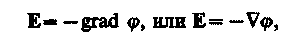 E = −grad φ, или E = −∇φ,